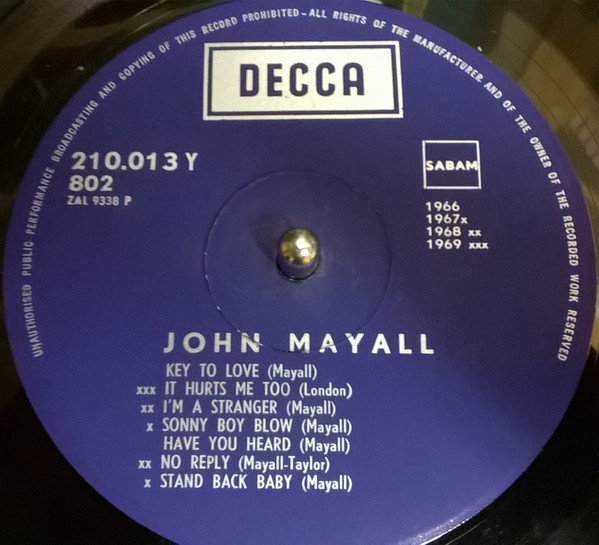 UNAUTHORISED PUBLIC PERFORMANCE BROADCASTING AND COPYING OF THIS RECORD PROHIBITED-ALL RIGHTS OF THE MANUFACTURER AND OF THE OWNER OF THE RECORDED WORK RESERVED
DECCA
210.013 Y
802
ZAL 9338 P
SABAM
1966
1967x
1968 xx
1969 xxx
JOHN MAYALL
KEY TO LOVE (Mayall)
xxx IT HURTS ME TOO (London)
xx I'M A STRANGER (Mayall)
x SONNY BOY BLOW (Mayall)
HAVE YOU HEARD (Mayall)
xx NO REPLY (Mayall-Taylor)
x STAND BACK BABY (Mayall)